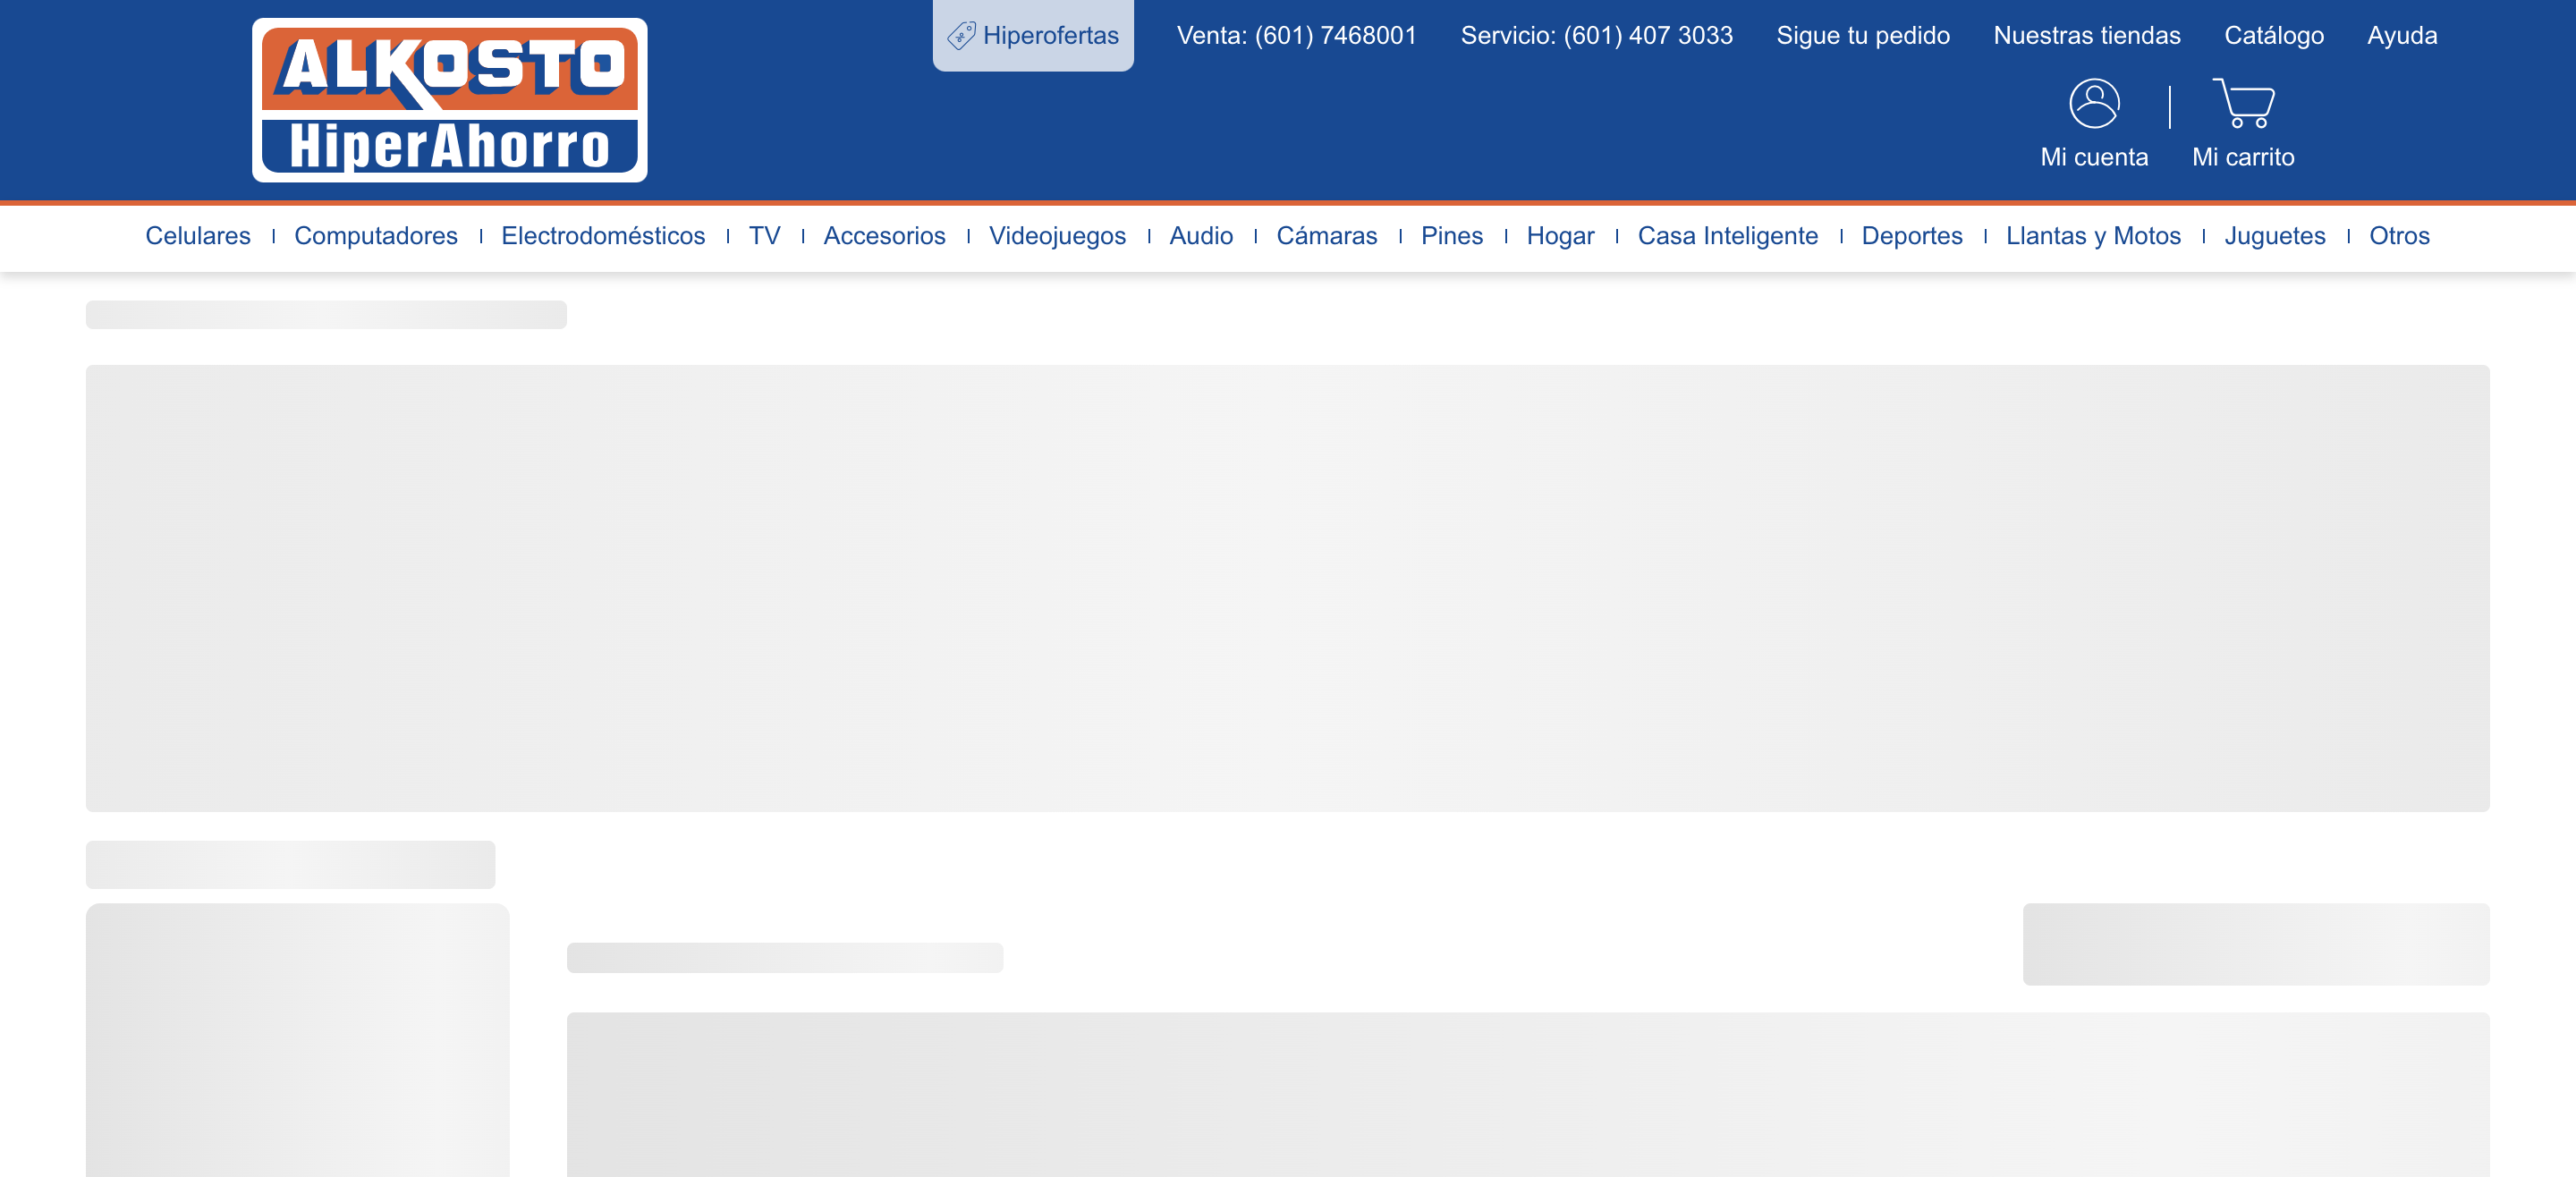 ALKOSTO
HiperAhorro
Hiperofertas Venta: (601) 7468001 Servicio: (601) 407 3033 Sigue tu pedido Nuestras tiendas Catálogo Ayuda
Mi cuenta Mi carrito
Celulares Computadores Electrodomésticos TV Accesorios Videojuegos Audio Cámaras Pines Hogar Casa Inteligente Deportes Llantas y Motos Juguetes Otros